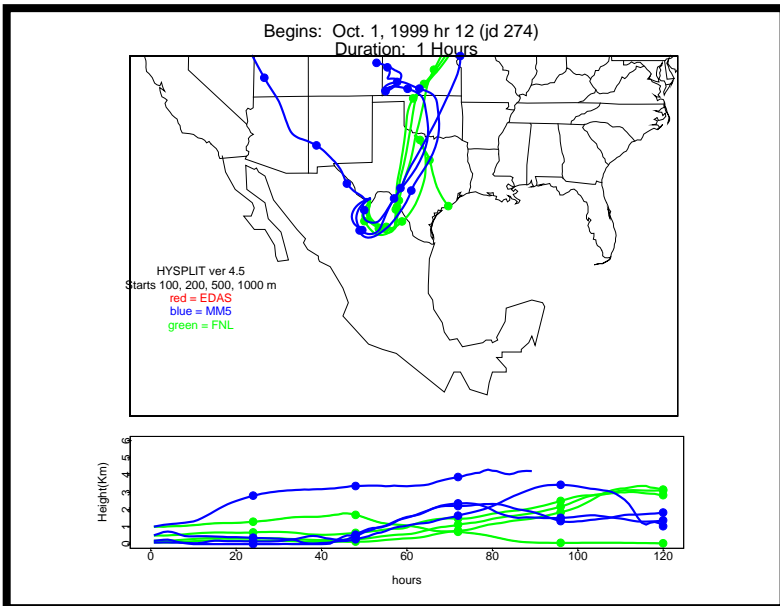 Begins:  Oct. 1, 1999 hr 12 (jd 274)
Duration:  1 Hours
HYSPLIT ver 4.5
Starts 100, 200, 500, 1000 m
red = EDAS
blue = MM5
green = FNL
Height(Km)
6
5
4
3
2
1
0
0 20 40 60 80 100 120
hours